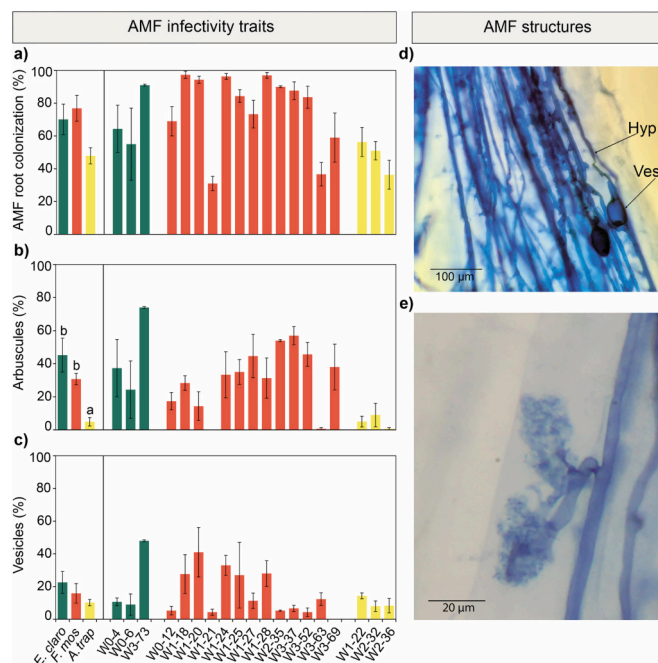 AMF infectivity traits
a)
AMF root colonization (%)
100
80
60
40
20
0
b)
Arbuscules (%)
100
80
60
40
20
0
b
b
a
c)
Vesicles (%)
100
80
60
40
20
0
E. claro
F. mos
A. trap
W0-4
W0-6
W3-73
W0-12
W1-18
W1-20
W1-21
W1-24
W1-25
W1-27
W1-28
W2-35
W3-37
W3-52
W3-63
W3-69
W1-22
W2-32
W2-36
AMF structures
d)
Hyp
Ves
100 µm
e)
20 µm